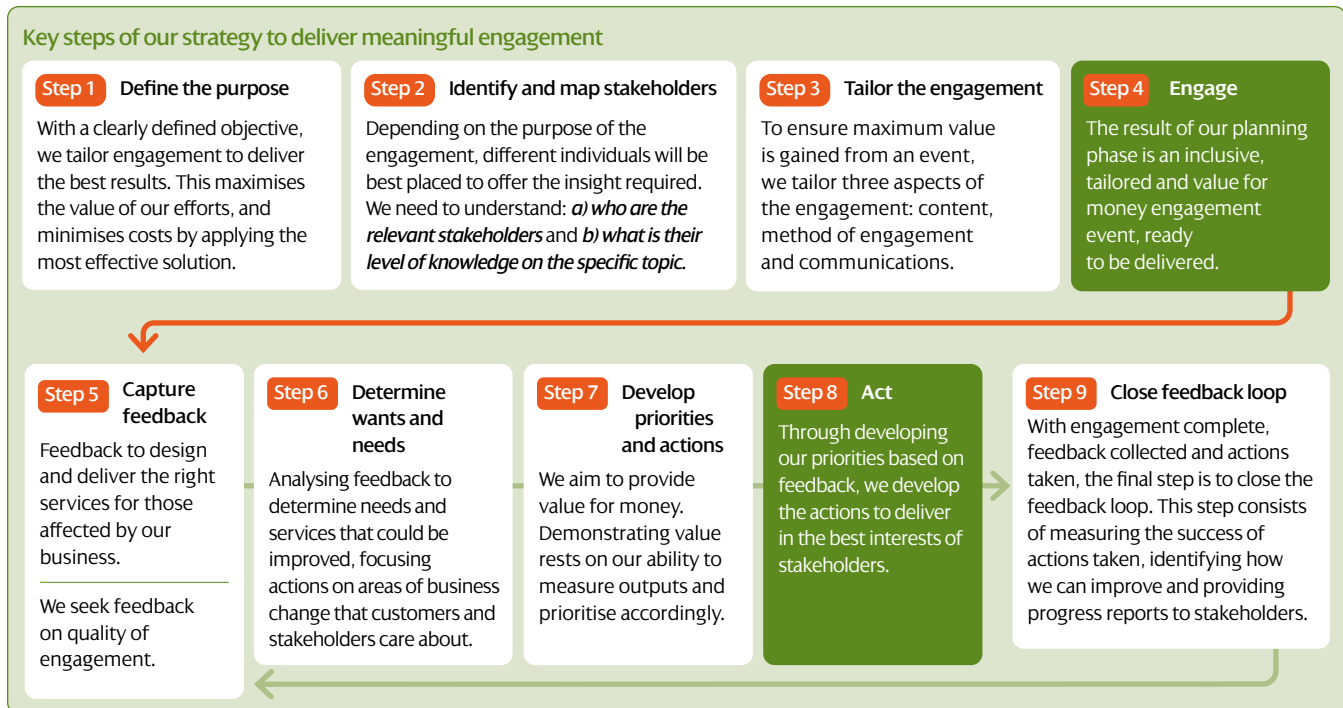 Key steps of our strategy to deliver meaningful engagement
Step 1 Define the purpose
With a clearly defined objective,
we tailor engagement to deliver
the best results. This maximises
the value of our efforts, and
minimises costs by applying the
most effective solution.
Step 2 Identify and map stakeholders
Depending on the purpose of the
engagement, different individuals will be
best placed to offer the insight required.
We need to understand: a) who are the
relevant stakeholders and b) what is their
level of knowledge on the specific topic.
Step 3 Tailor the engagement
To ensure maximum value
is gained from an event,
we tailor three aspects of
the engagement: content,
method of engagement
and communications.
Step 4 Engage
The result of our planning
phase is an inclusive,
tailored and value for
money engagement
event, ready
to be delivered.
Step 5 Capture
feedback
Feedback to design
and deliver the right
services for those
affected by our
business.
We seek feedback
on quality of
engagement.
Step 6 Determine
wants and
needs
Analysing feedback to
determine needs and
services that could be
improved, focusing
actions on areas of business
change that customers and
stakeholders care about.
Step 7 Develop
priorities
and actions
We aim to provide
value for money.
Demonstrating value
rests on our ability to
measure outputs and
prioritise accordingly.
Step 8 Act
Through developing
our priorities based on
feedback, we develop
the actions to deliver
in the best interests of
stakeholders.
Step 9 Close feedback loop
With engagement complete,
feedback collected and actions
taken, the final step is to close the
feedback loop. This step consists
of measuring the success of
actions taken, identifying how
we can improve and providing
progress reports to stakeholders.